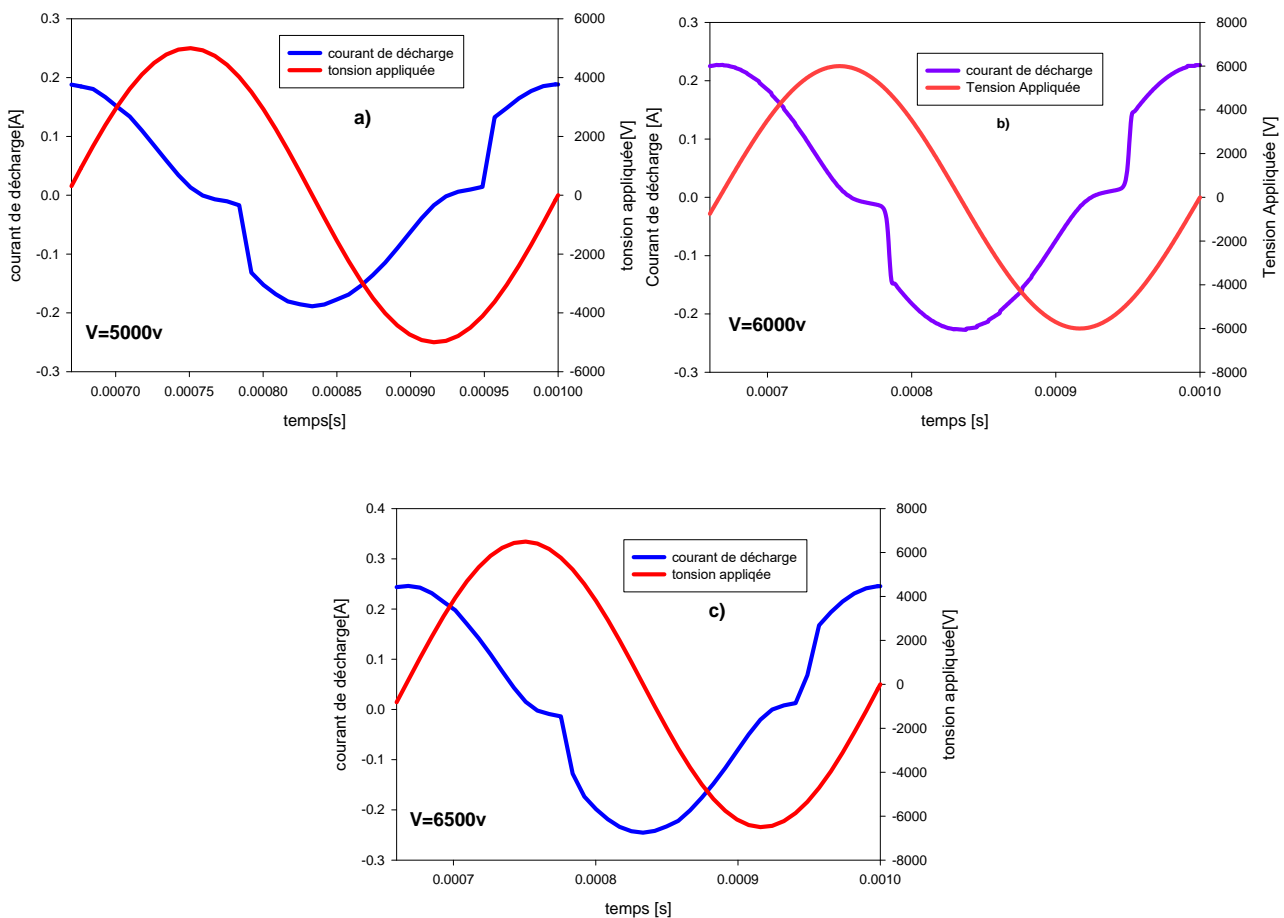 0.3
0.2
0.1
0.0
-0.1
-0.2
-0.3
courant de décharge[A]
6000
4000
2000
0
-2000
-4000
-6000
tonsion appliquée[V]
courant de décharge
tonsion appliquée
a)
V=5000v
0.00070 0.00075 0.00080 0.00085 0.00090 0.00095 0.00100
temps[s]
0.3
0.2
0.1
0.0
-0.1
-0.2
-0.3
Courant de décharge [A]
8000
6000
4000
2000
0
-2000
-4000
-6000
-8000
Tension Appliquée [V]
courant de décharge
Tension Appliquée
b)
V=6000v
0.0007 0.0008 0.0009 0.0010
temps [s]
0.4
0.3
0.2
0.1
0.0
-0.1
-0.2
-0.3
courant de décharge[A]
8000
6000
4000
2000
0
-2000
-4000
-6000
-8000
tonsion appliquée[V]
courant de décharge
tonsion appliqée
c)
V=6500v
0.0007 0.0008 0.0009 0.0010
temps [s]